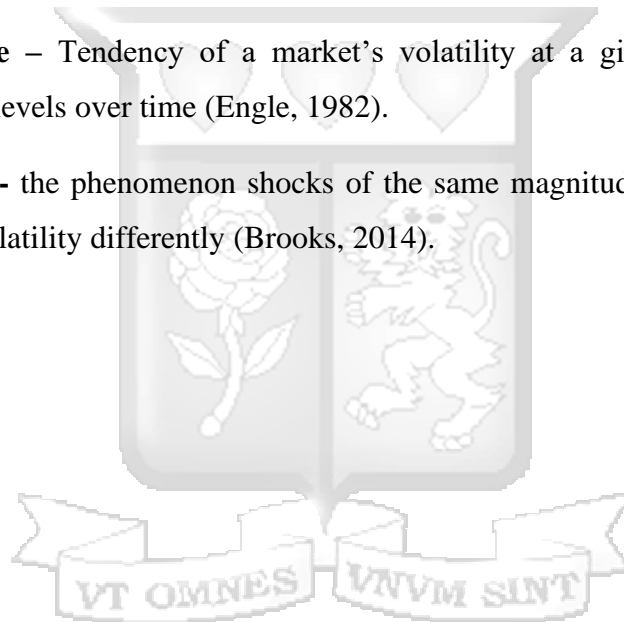 e – Tendency of a market’s volatility at a gi
levels over time (Engle, 1982).
- the phenomenon shocks of the same magnitud
latility differently (Brooks, 2014).
VT OMNES VNVM SINT